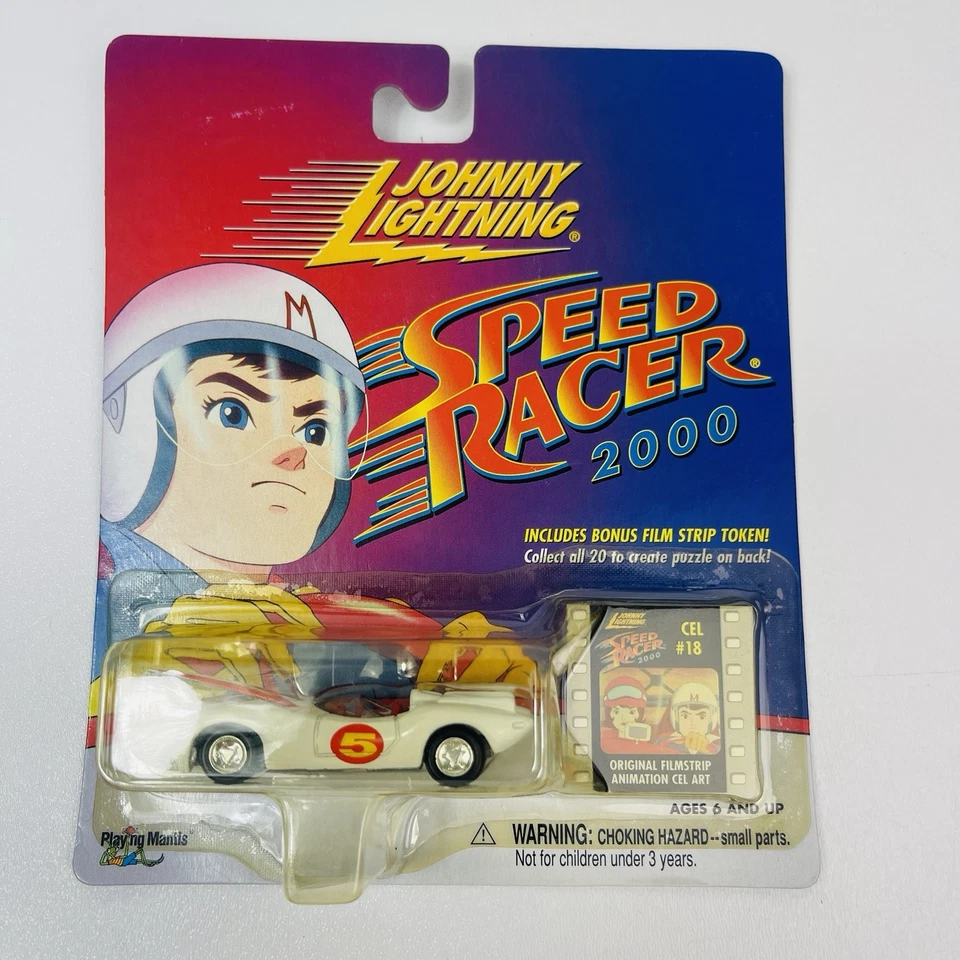 JOHNNY
LIGHTNING®
M
SPEED
RACER®
2000
INCLUDES BONUS FILM STRIP TOKEN!
Collect all 20 to create puzzle on back!
JOHNNY
LIGHTNING
SPEED
RACER
2000
CEL
#18
M
5
ORIGINAL FILMSTRIP
ANIMATION CEL ART
AGES 6 AND UP
Playing Mantis
⚠ WARNING: CHOKING HAZARD--small parts.
Not for children under 3 years.